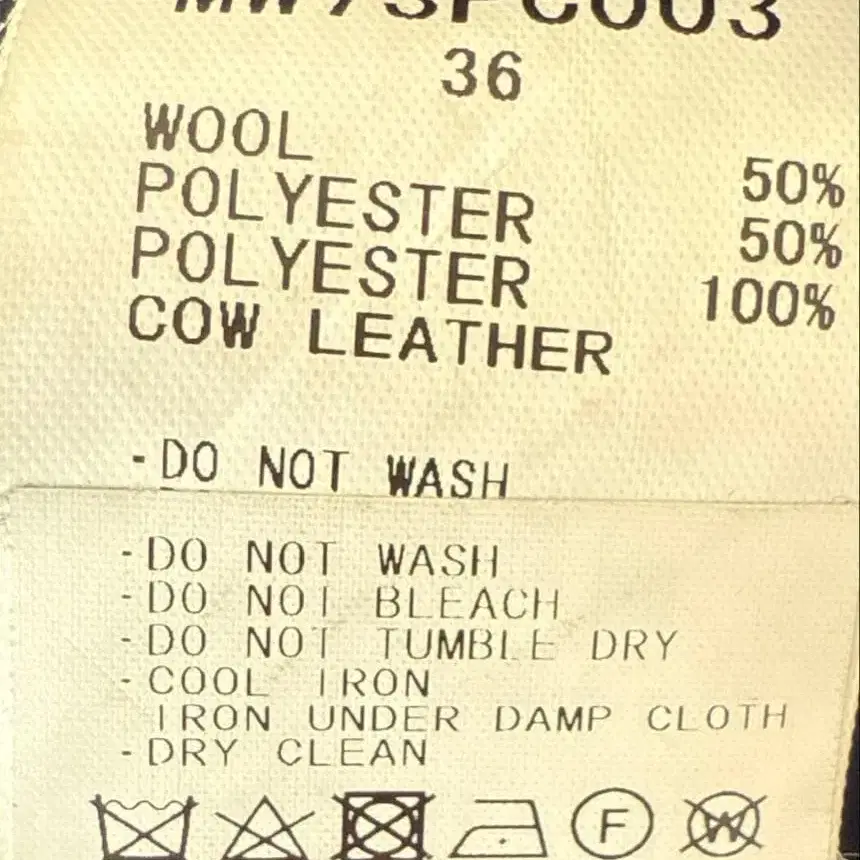 36
WOOL 50%
POLYESTER 50%
POLYESTER 100%
COW LEATHER
-DO NOT WASH
-DO NOT WASH
-DO NOT BLEACH
-DO NOT TUMBLE DRY
-COOL IRON
IRON UNDER DAMP CLOTH
-DRY CLEAN
F W